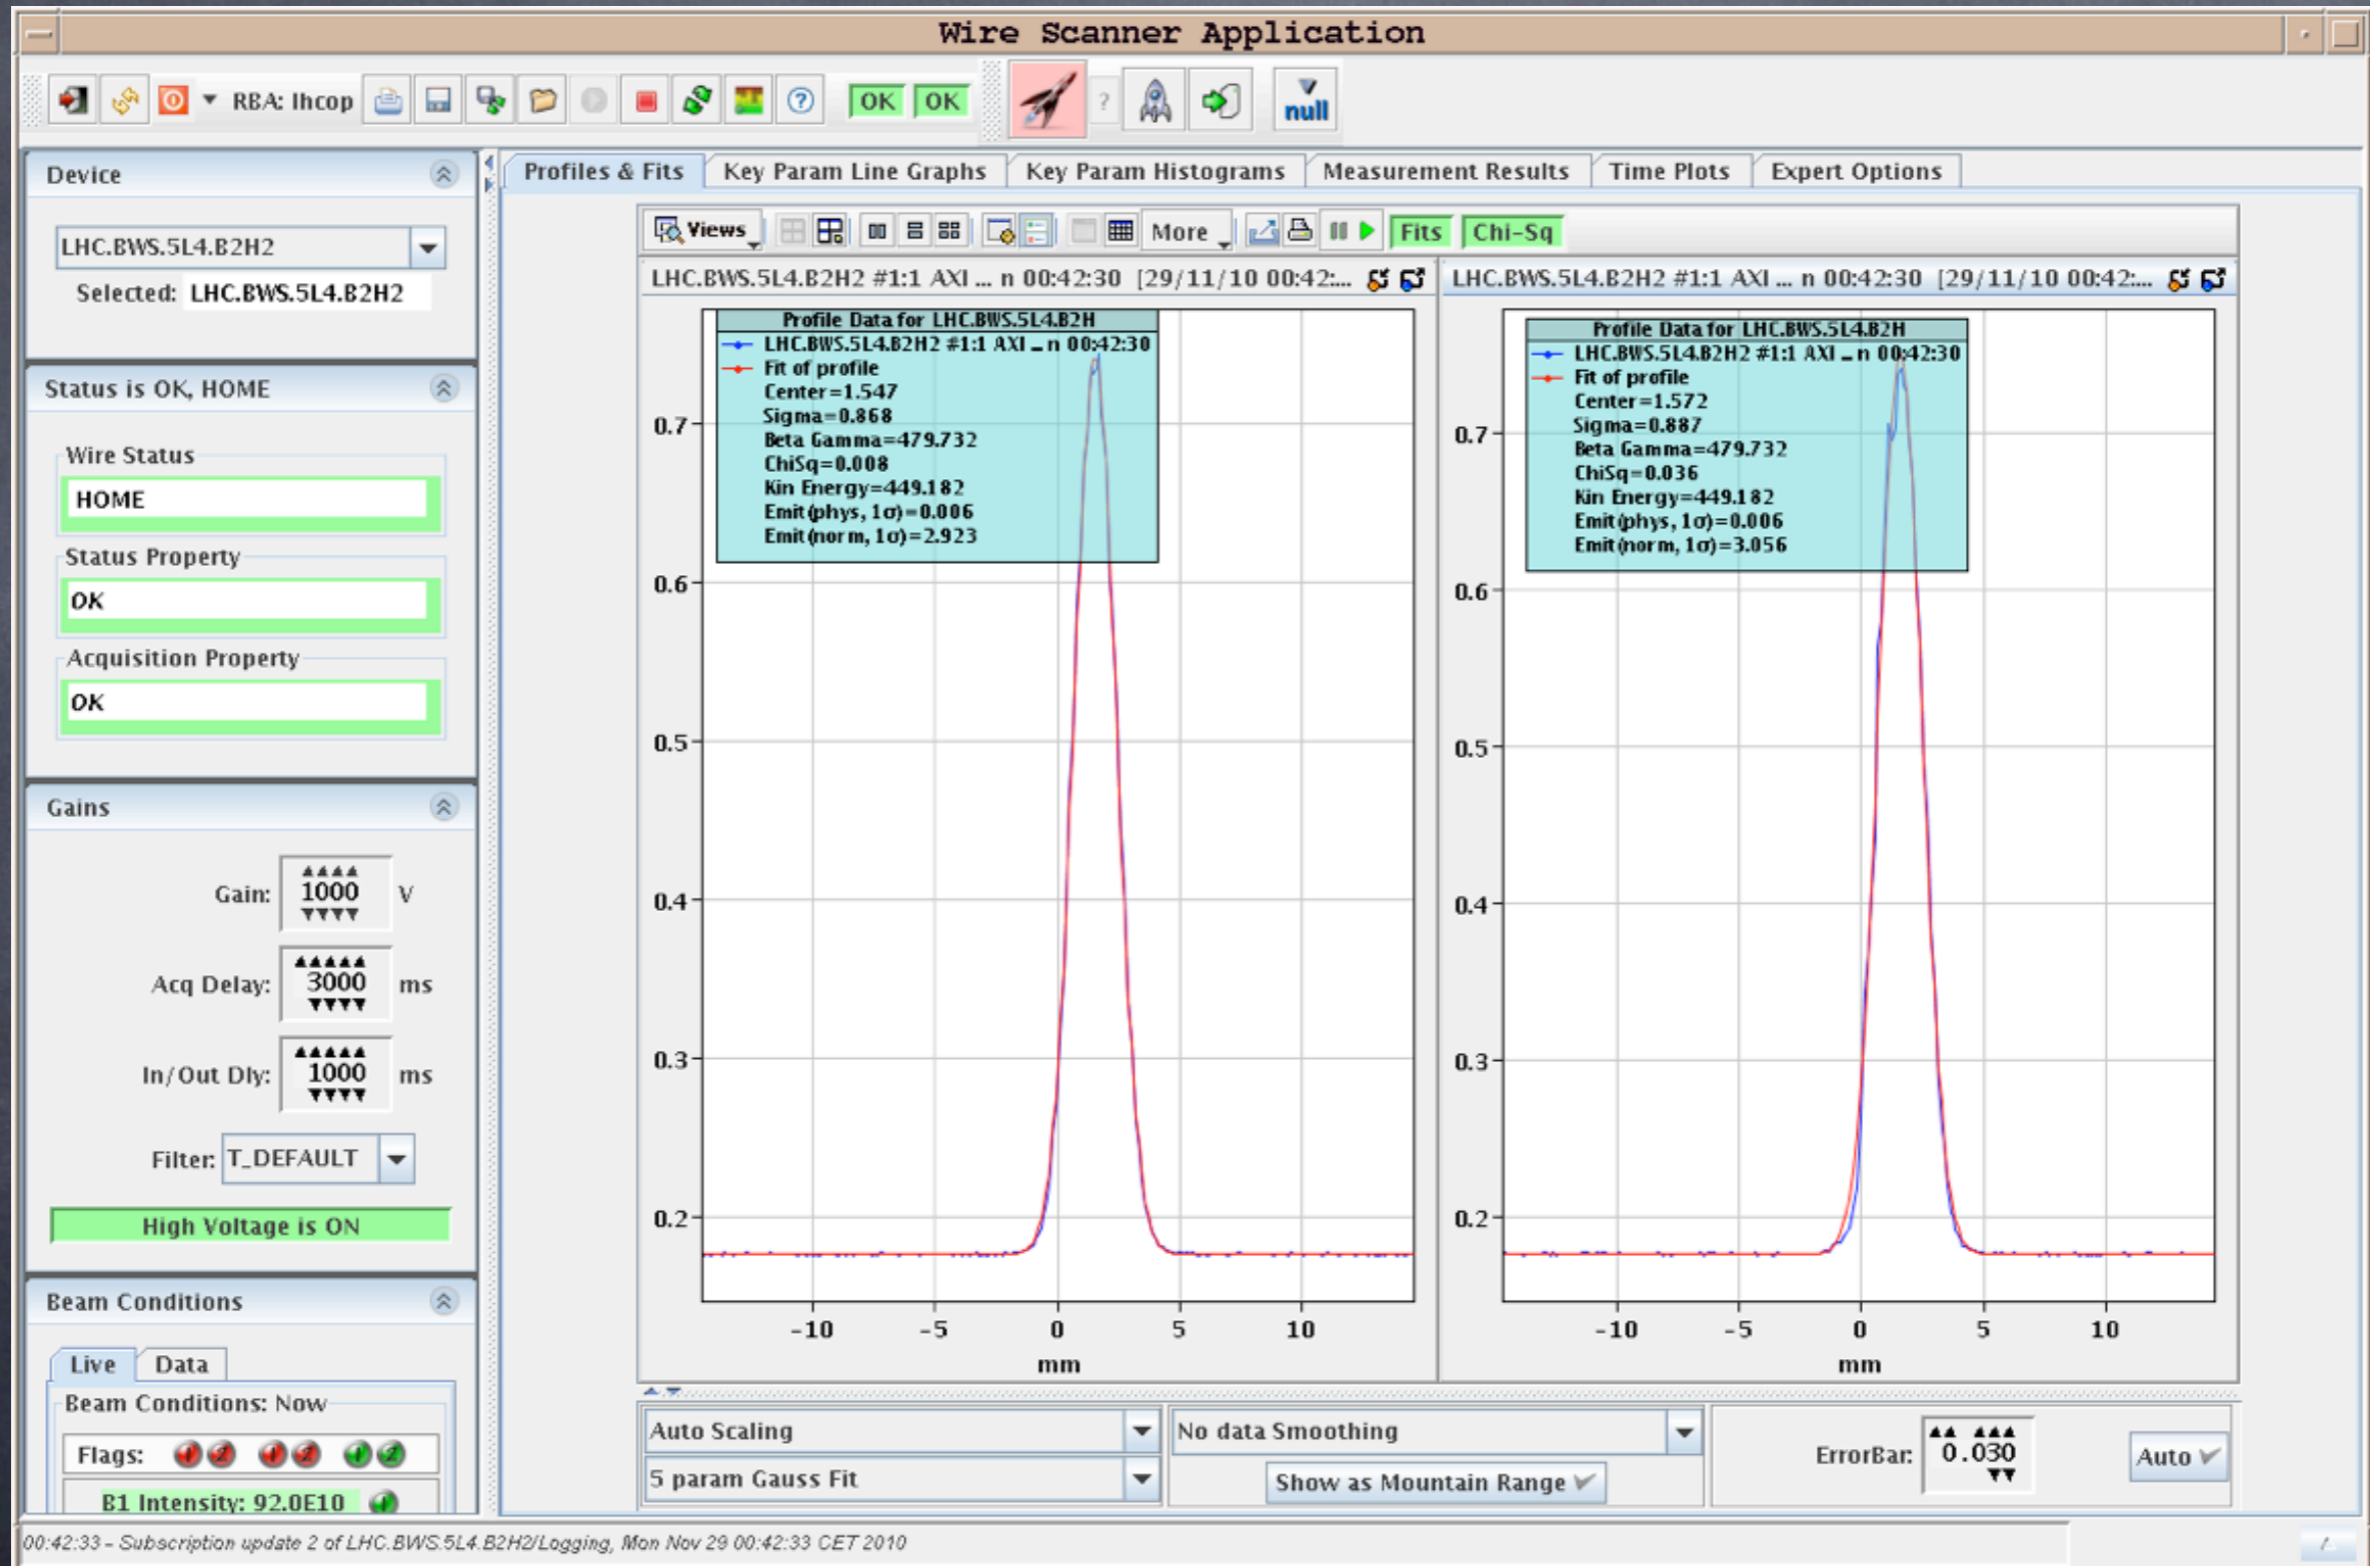 Wire Scanner Application
RBA: lhcop
OK OK
?
null
Device
LHC.BWS.5L4.B2H2
Selected: LHC.BWS.5L4.B2H2
Status is OK, HOME
Wire Status
HOME
Status Property
OK
Acquisition Property
OK
Gains
Gain: 1000 V
Acq Delay: 3000 ms
In/Out Dly: 1000 ms
Filter: T_DEFAULT
High Voltage is ON
Beam Conditions
Live Data
Beam Conditions: Now
Flags: 1 2 1 2 1 2
B1 Intensity: 92.0E10
Profiles & Fits Key Param Line Graphs Key Param Histograms Measurement Results Time Plots Expert Options
Views More Fits Chi-Sq
LHC.BWS.5L4.B2H2 #1:1 AXI ... n 00:42:30 [29/11/10 00:42:...
Profile Data for LHC.BWS.5L4.B2H
LHC.BWS.5L4.B2H2 #1:1 AXI ... n 00:42:30
Fit of profile
Center=1.547
Sigma=0.868
Beta Gamma=479.732
ChiSq=0.008
Kin Energy=449.182
Emit(phys, 1σ)=0.006
Emit(norm, 1σ)=2.923
0.7
0.6
0.5
0.4
0.3
0.2
-10 -5 0 5 10
mm
LHC.BWS.5L4.B2H2 #1:1 AXI ... n 00:42:30 [29/11/10 00:42:...
Profile Data for LHC.BWS.5L4.B2H
LHC.BWS.5L4.B2H2 #1:1 AXI ... n 00:42:30
Fit of profile
Center=1.572
Sigma=0.887
Beta Gamma=479.732
ChiSq=0.036
Kin Energy=449.182
Emit(phys, 1σ)=0.006
Emit(norm, 1σ)=3.056
0.7
0.6
0.5
0.4
0.3
0.2
-10 -5 0 5 10
mm
Auto Scaling
5 param Gauss Fit
No data Smoothing
Show as Mountain Range
ErrorBar: 0.030
Auto
00:42:33 - Subscription update 2 of LHC.BWS.5L4.B2H2/Logging, Mon Nov 29 00:42:33 CET 2010